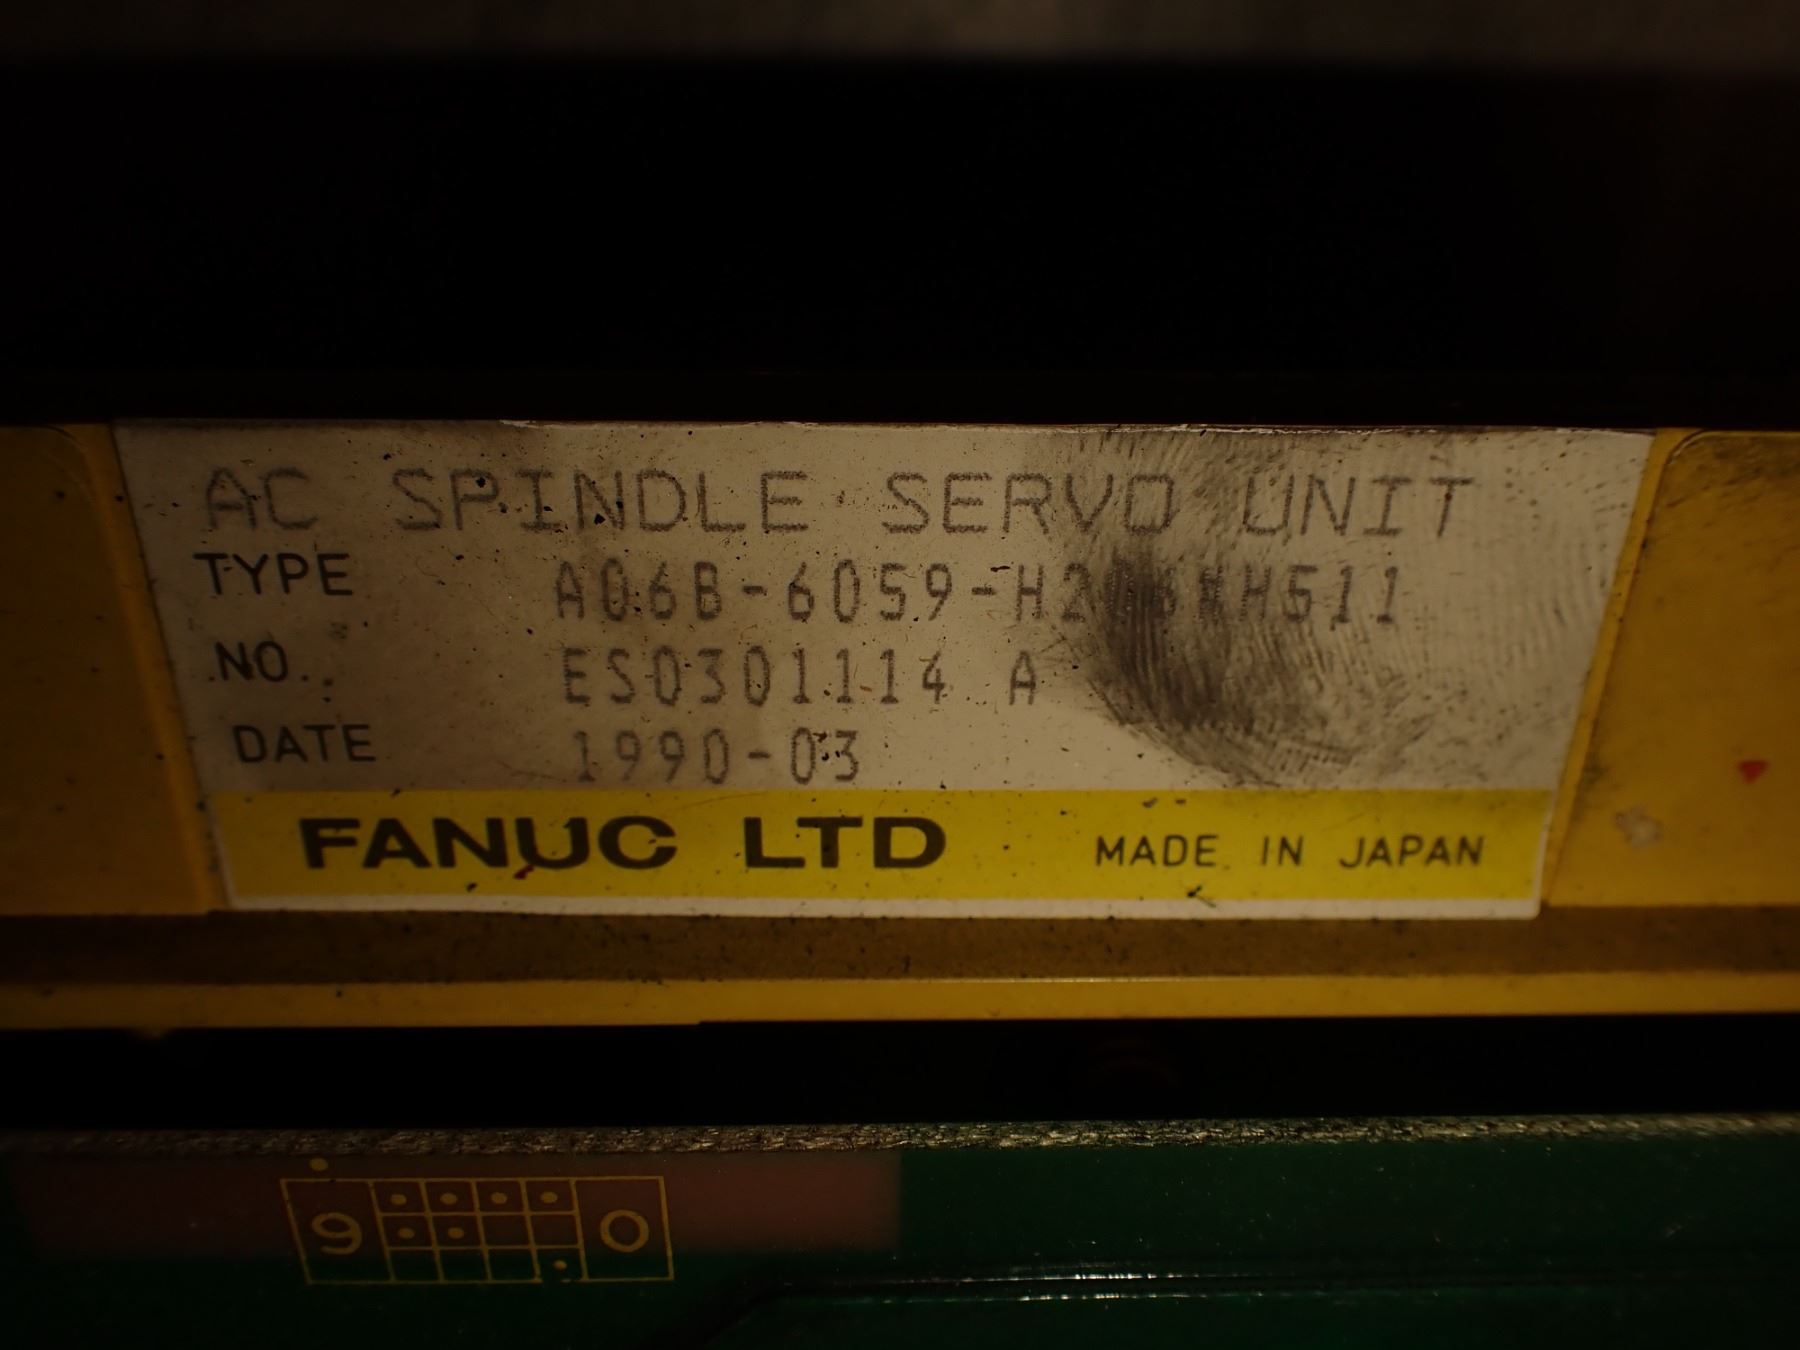 AC SPINDLE SERVO UNIT
TYPE
NO. ES0301114 A
DATE 1990-03
FANUC LTD MADE IN JAPAN
9 0